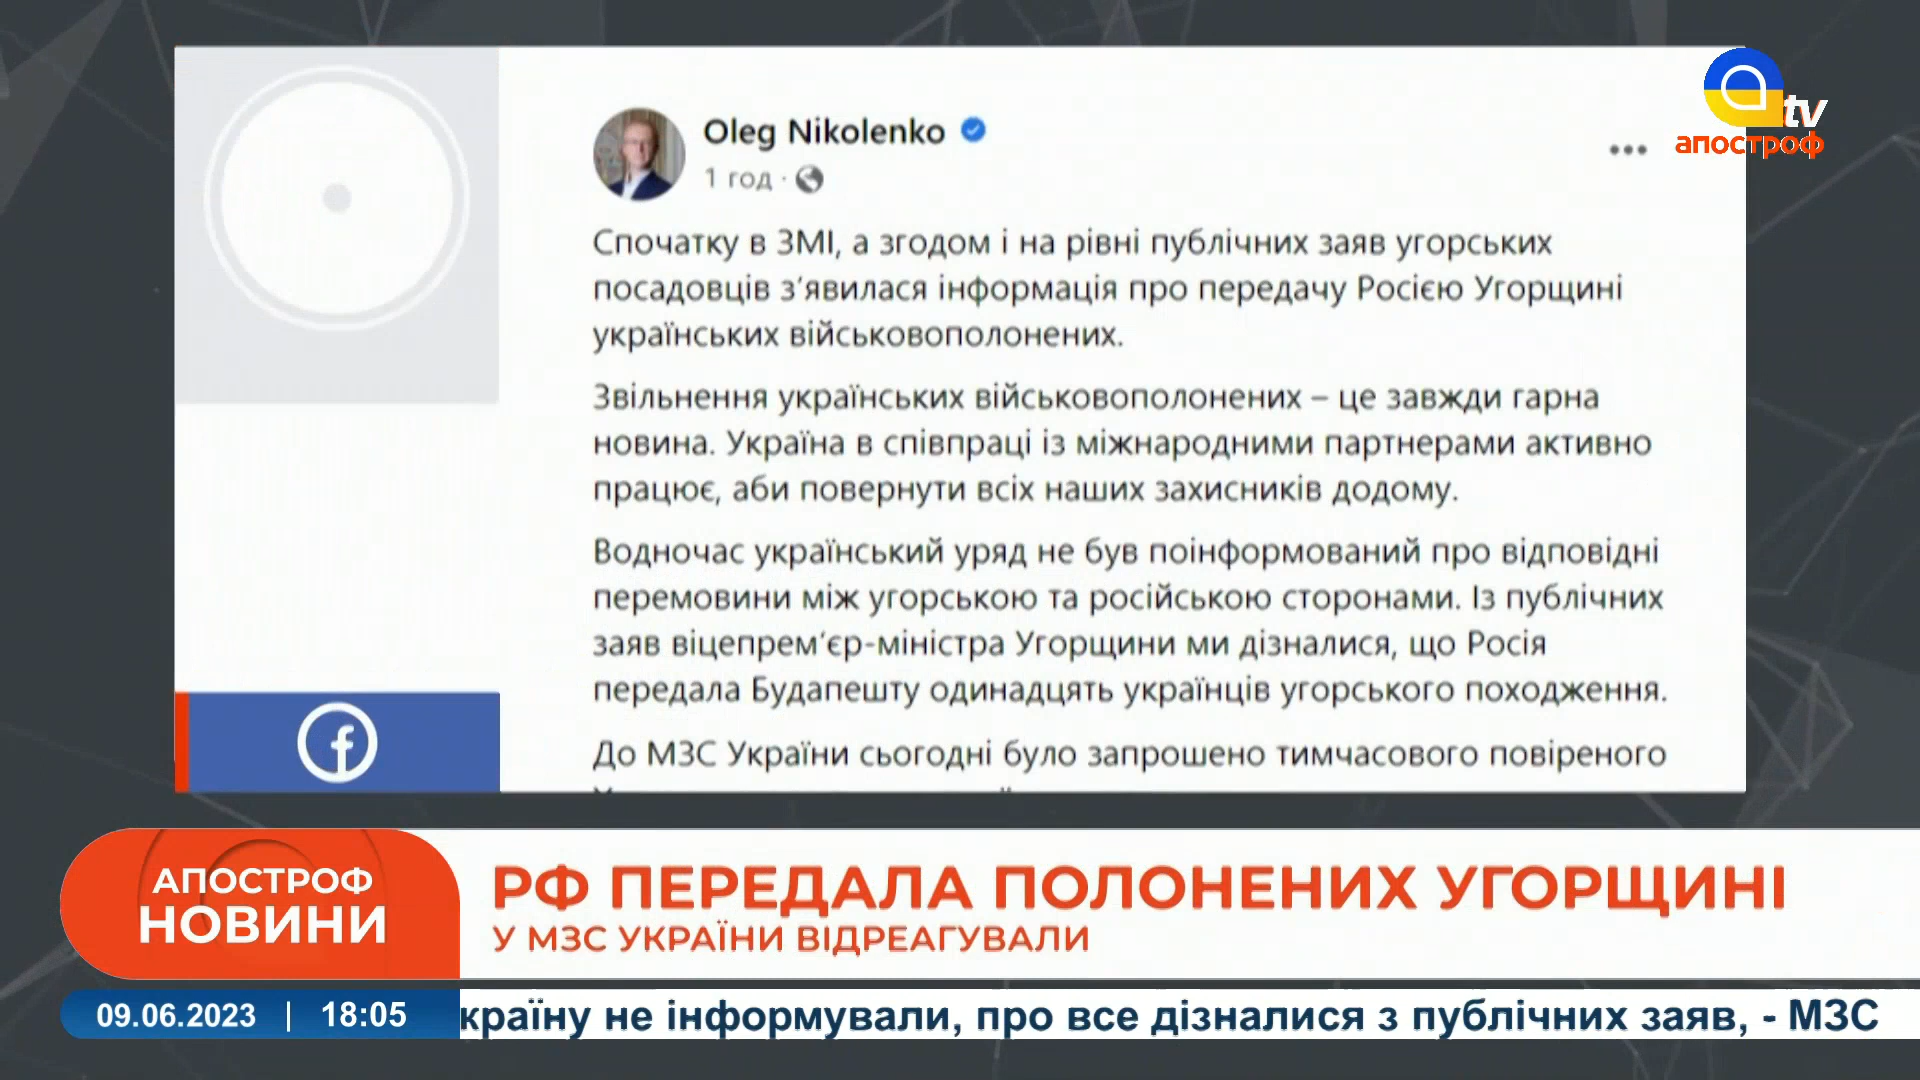 Oleg Nikolenko
1 год ·
tv
апостроф
Спочатку в ЗМІ, а згодом і на рівні публічних заяв угорських
посадовців з’явилася інформація про передачу Росією Угорщині
українських військовополонених.
Звільнення українських військовополонених – це завжди гарна
новина. Україна в співпраці із міжнародними партнерами активно
працює, аби повернути всіх наших захисників додому.
Водночас український уряд не був поінформований про відповідні
перемовини між угорською та російською сторонами. Із публічних
заяв віцепрем’єр-міністра Угорщини ми дізналися, що Росія
передала Будапешту одинадцять українців угорського походження.
До МЗС України сьогодні було запрошено тимчасового повіреного
АПОСТРОФ
НОВИНИ
РФ ПЕРЕДАЛА ПОЛОНЕНИХ УГОРЩИНІ
У МЗС УКРАЇНИ ВІДРЕАГУВАЛИ
09.06.2023 | 18:05
країну не інформували, про все дізналися з публічних заяв, - МЗС